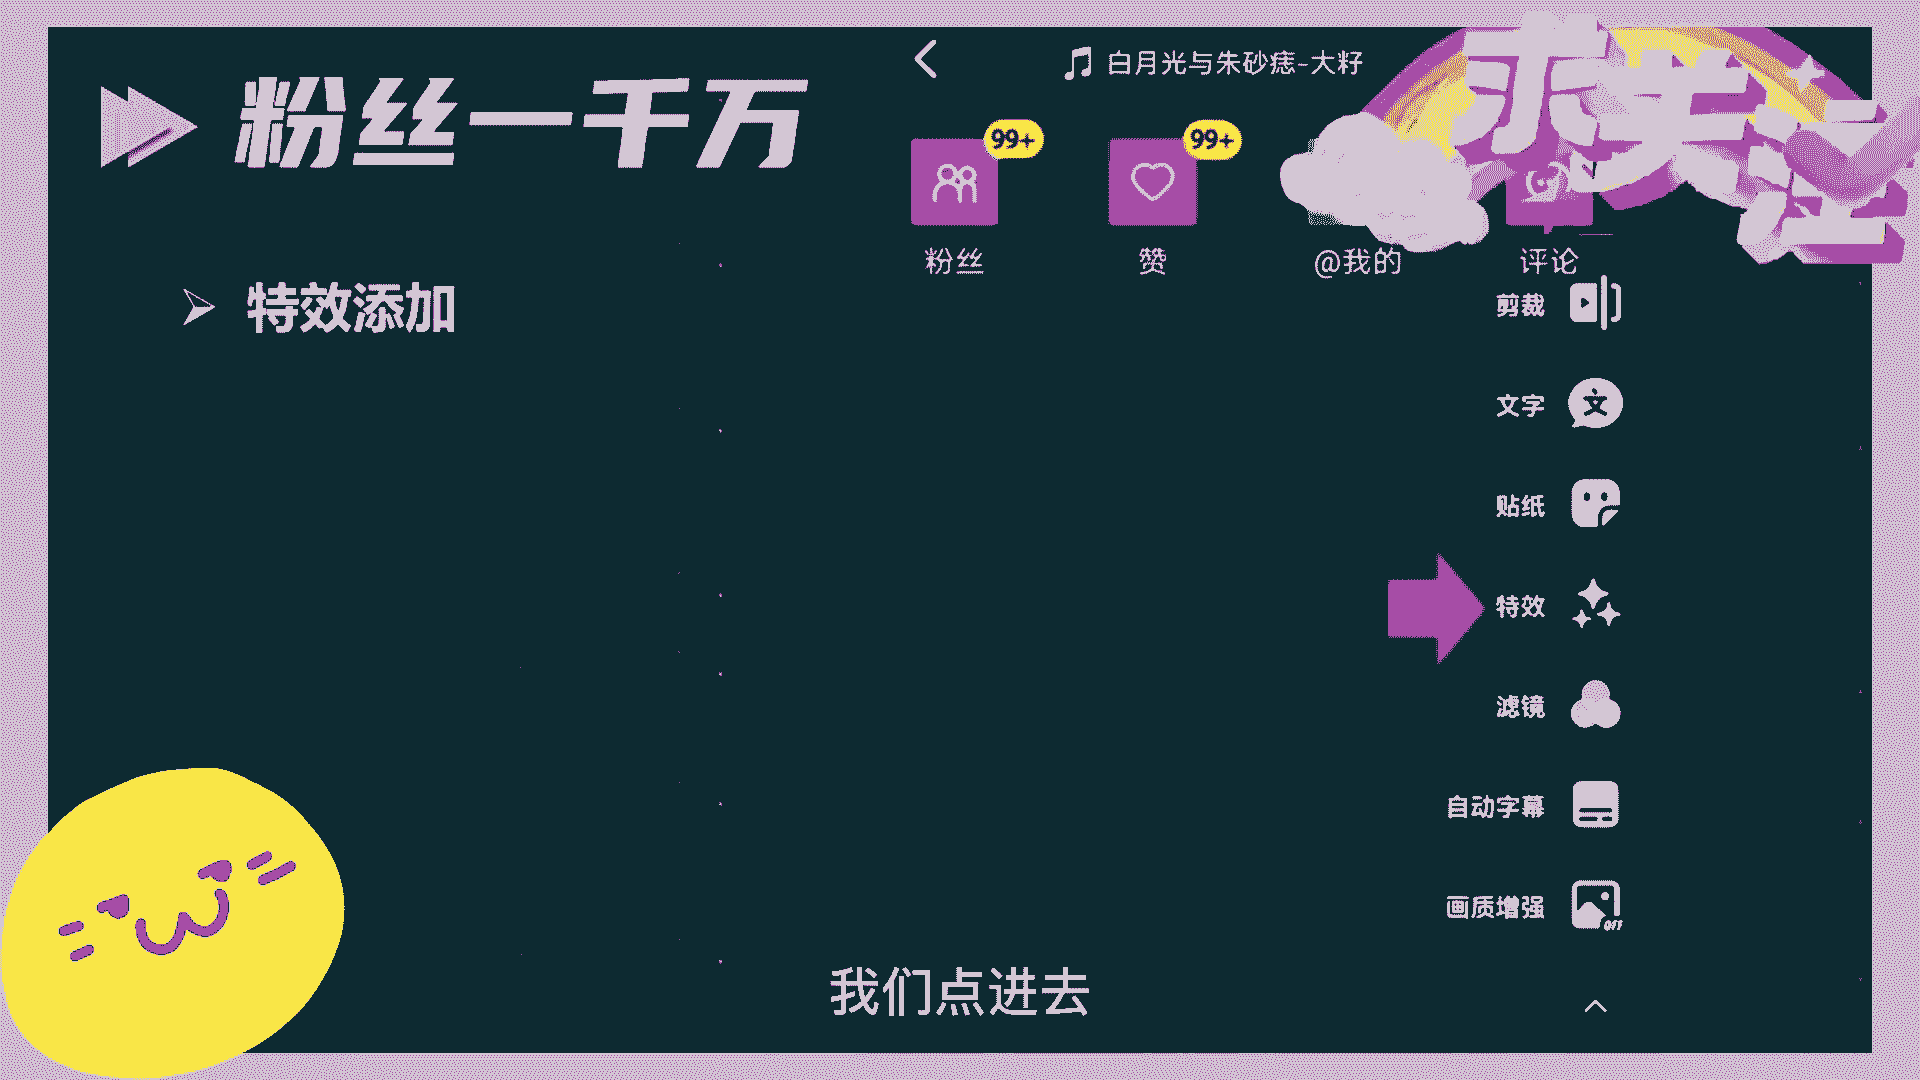 粉丝一千万
特效添加
白月光与朱砂痣-大籽
99+
99+
粉丝
赞
@我的
评论
剪裁
文字
贴纸
特效
滤镜
自动字幕
画质增强
OFF
我们点进去